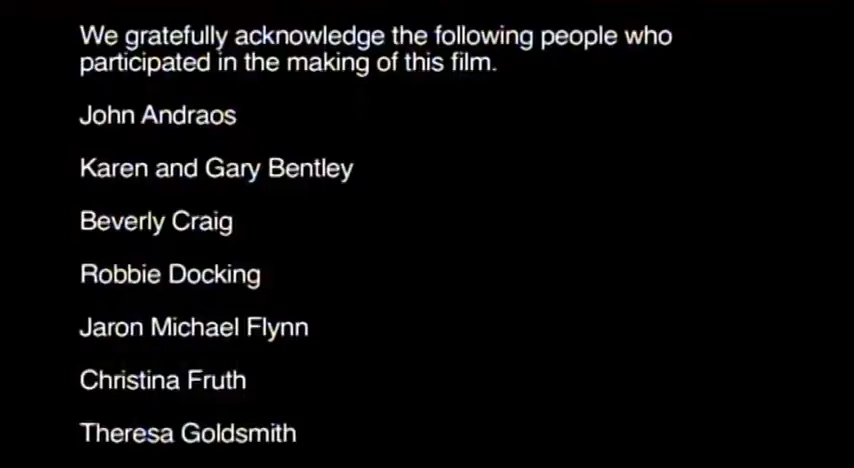 We gratefully acknowledge the following people who
participated in the making of this film.
John Andraos
Karen and Gary Bentley
Beverly Craig
Robbie Docking
Jaron Michael Flynn
Christina Fruth
Theresa Goldsmith